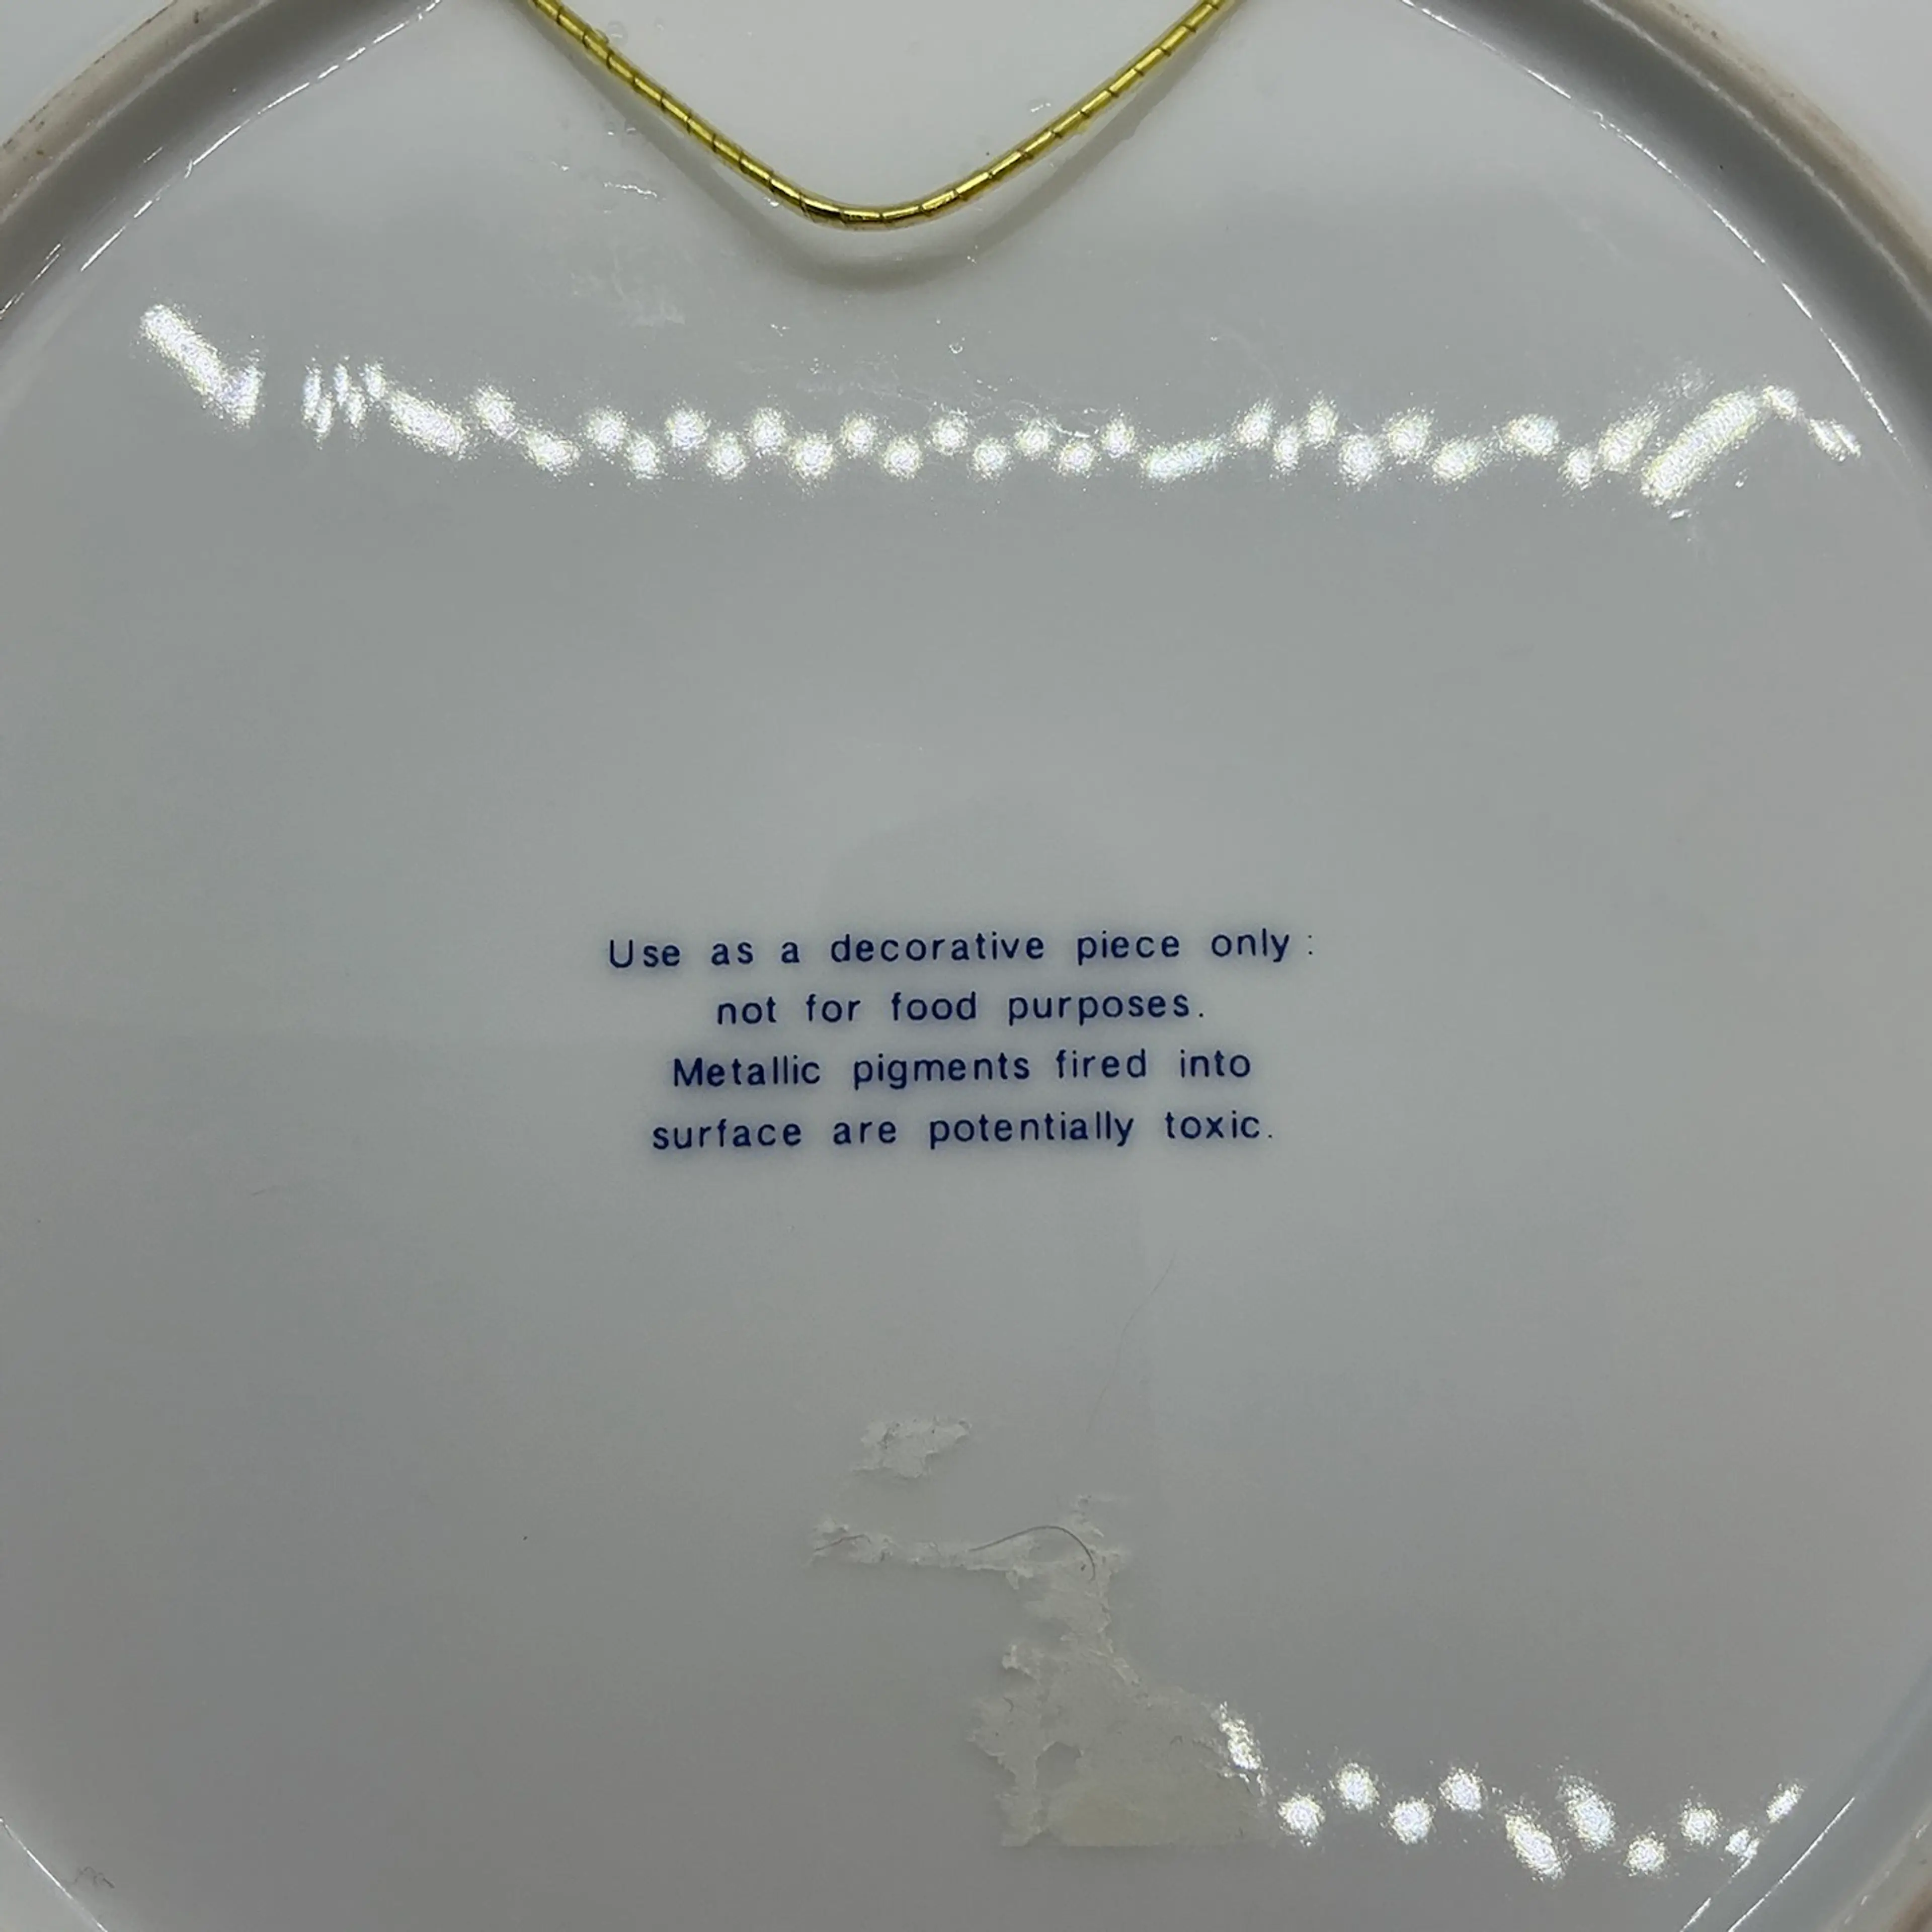 Use as a decorative piece only:
not for food purposes.
Metallic pigments fired into
surface are potentially toxic.